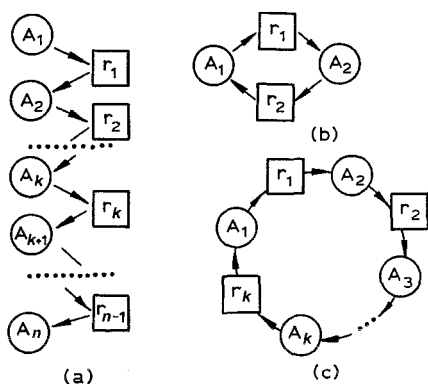 A₁
r₁
A₂
r₂
Aₖ
rₖ
Aₖ₊₁
rₙ₋₁
Aₙ
(a)
r₁
A₁
A₂
r₂
(b)
r₁
A₂
A₁
r₂
A₃
rₖ
Aₖ
(c)